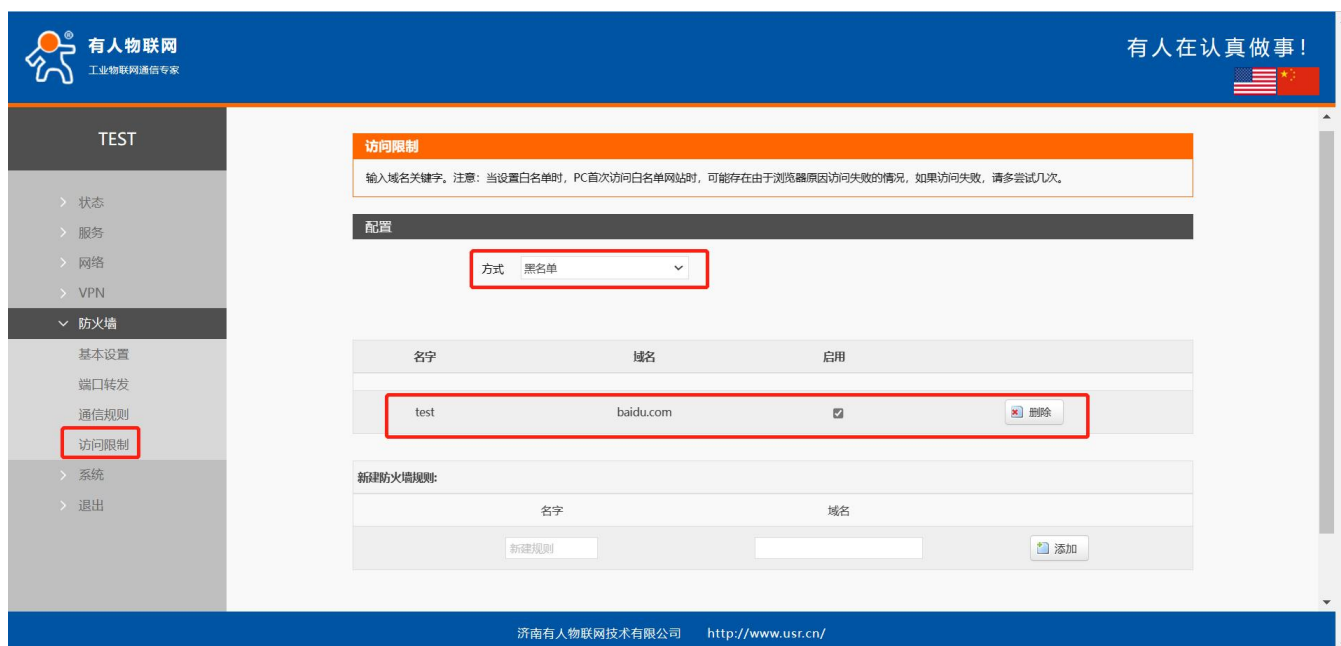 有人物联网
®
工业物联网通信专家
有人在认真做事!
TEST
状态
服务
网络
VPN
防火墙
基本设置
端口转发
通信规则
访问限制
系统
退出
访问限制
输入域名关键字。注意:当设置白名单时,PC首次访问白名单网站时,可能存在由于浏览器原因访问失败的情况,如果访问失败,请多尝试几次。
配置
方式 黑名单
名字 域名 启用
test baidu.com 删除
新建防火墙规则:
名字 域名
新建规则 添加
济南有人物联网技术有限公司 http://www.usr.cn/